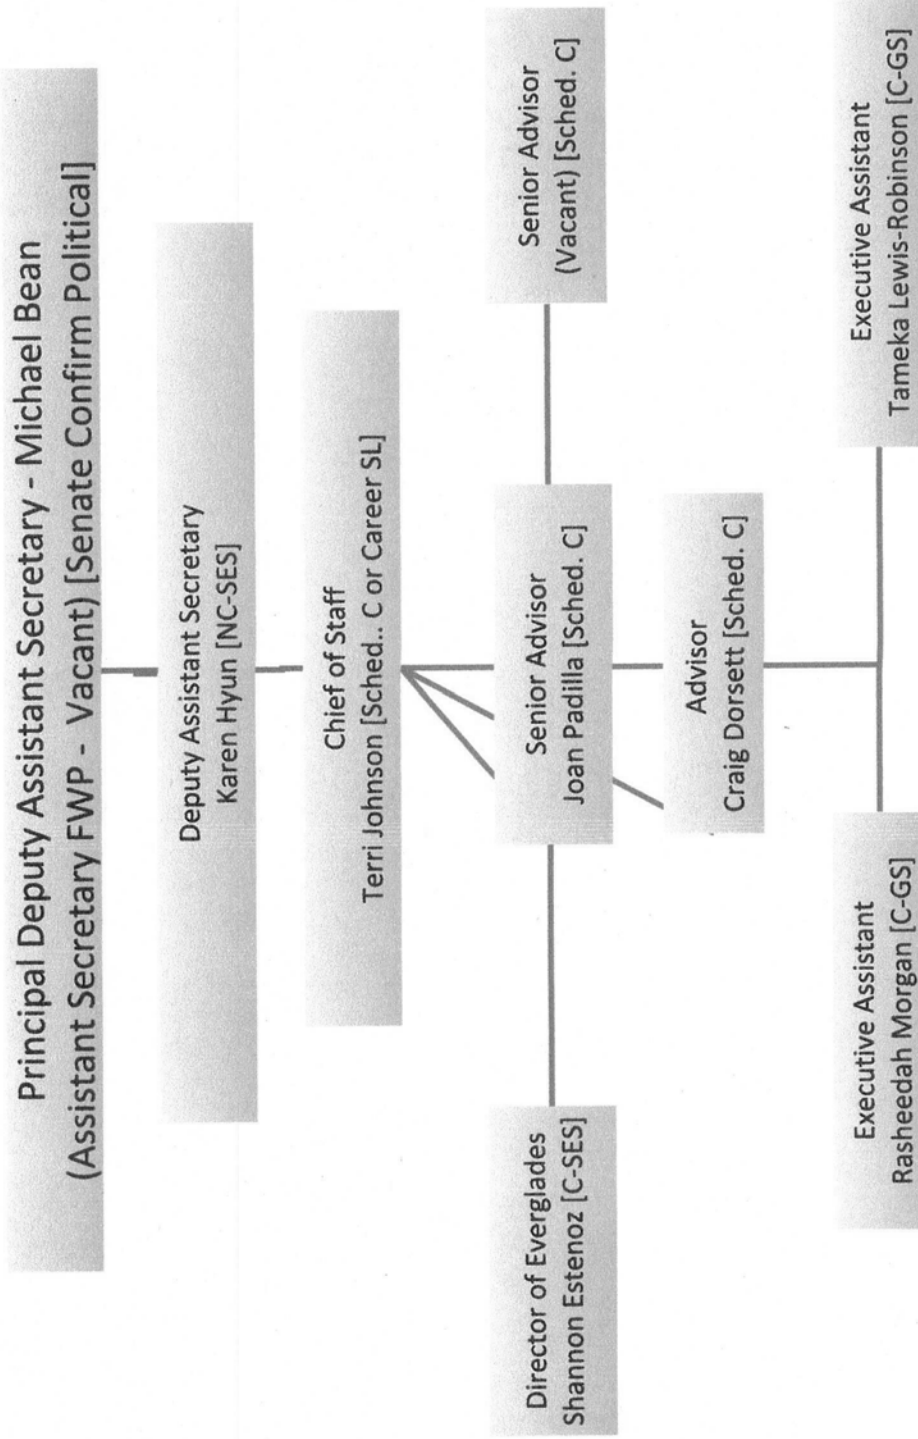 Principal Deputy Assistant Secretary - Michael Bean
(Assistant Secretary FWP - Vacant) [Senate Confirm Political]
Deputy Assistant Secretary
Karen Hyun [NC-SES]
Chief of Staff
Terri Johnson [Sched.. C or Career SL]
Director of Everglades
Shannon Estenoz [C-SES]
Senior Advisor
Joan Padilla [Sched. C]
Senior Advisor
(Vacant) [Sched. C]
Advisor
Craig Dorsett [Sched. C]
Executive Assistant
Rasheedah Morgan [C-GS]
Executive Assistant
Tameka Lewis-Robinson [C-GS]